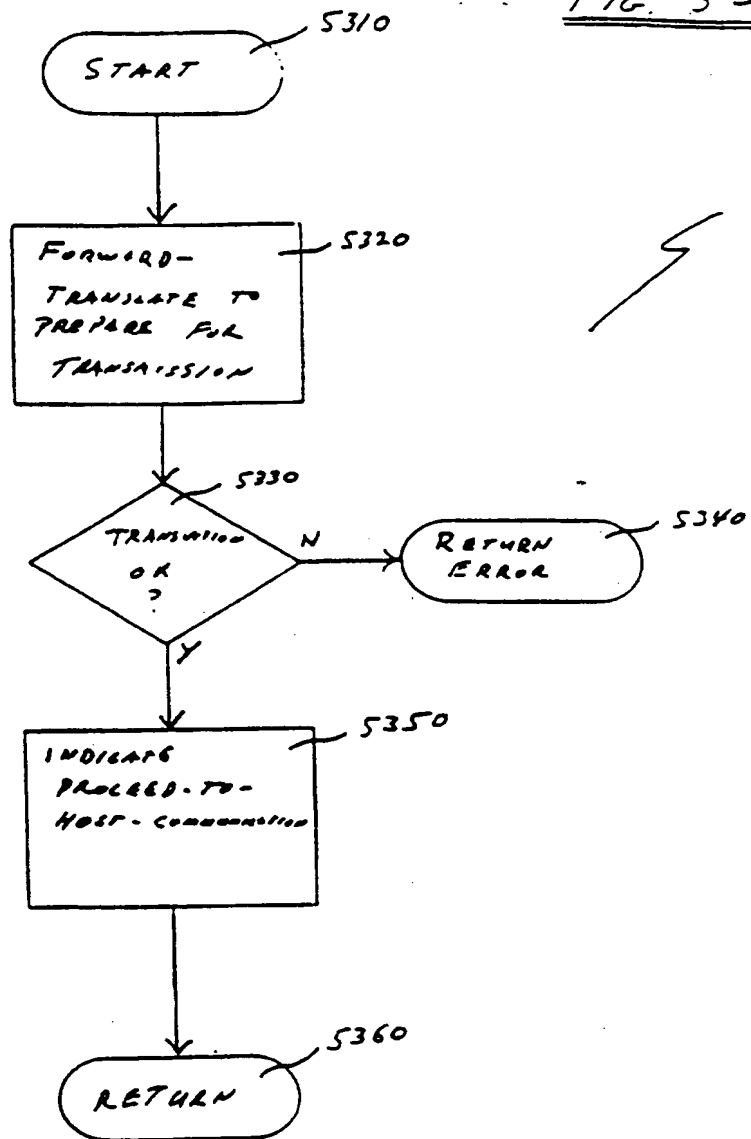 FIG. 5
5310
START
5320
FORWARD-
TRANSLATE TO
PREPARE FOR
TRANSMISSION
5330
TRANSLATION
OK
?
N
5340
RETURN
ERROR
Y
5350
INDICATE
PROCEED-TO-
HOST-COMMUNICATION
5360
RETURN